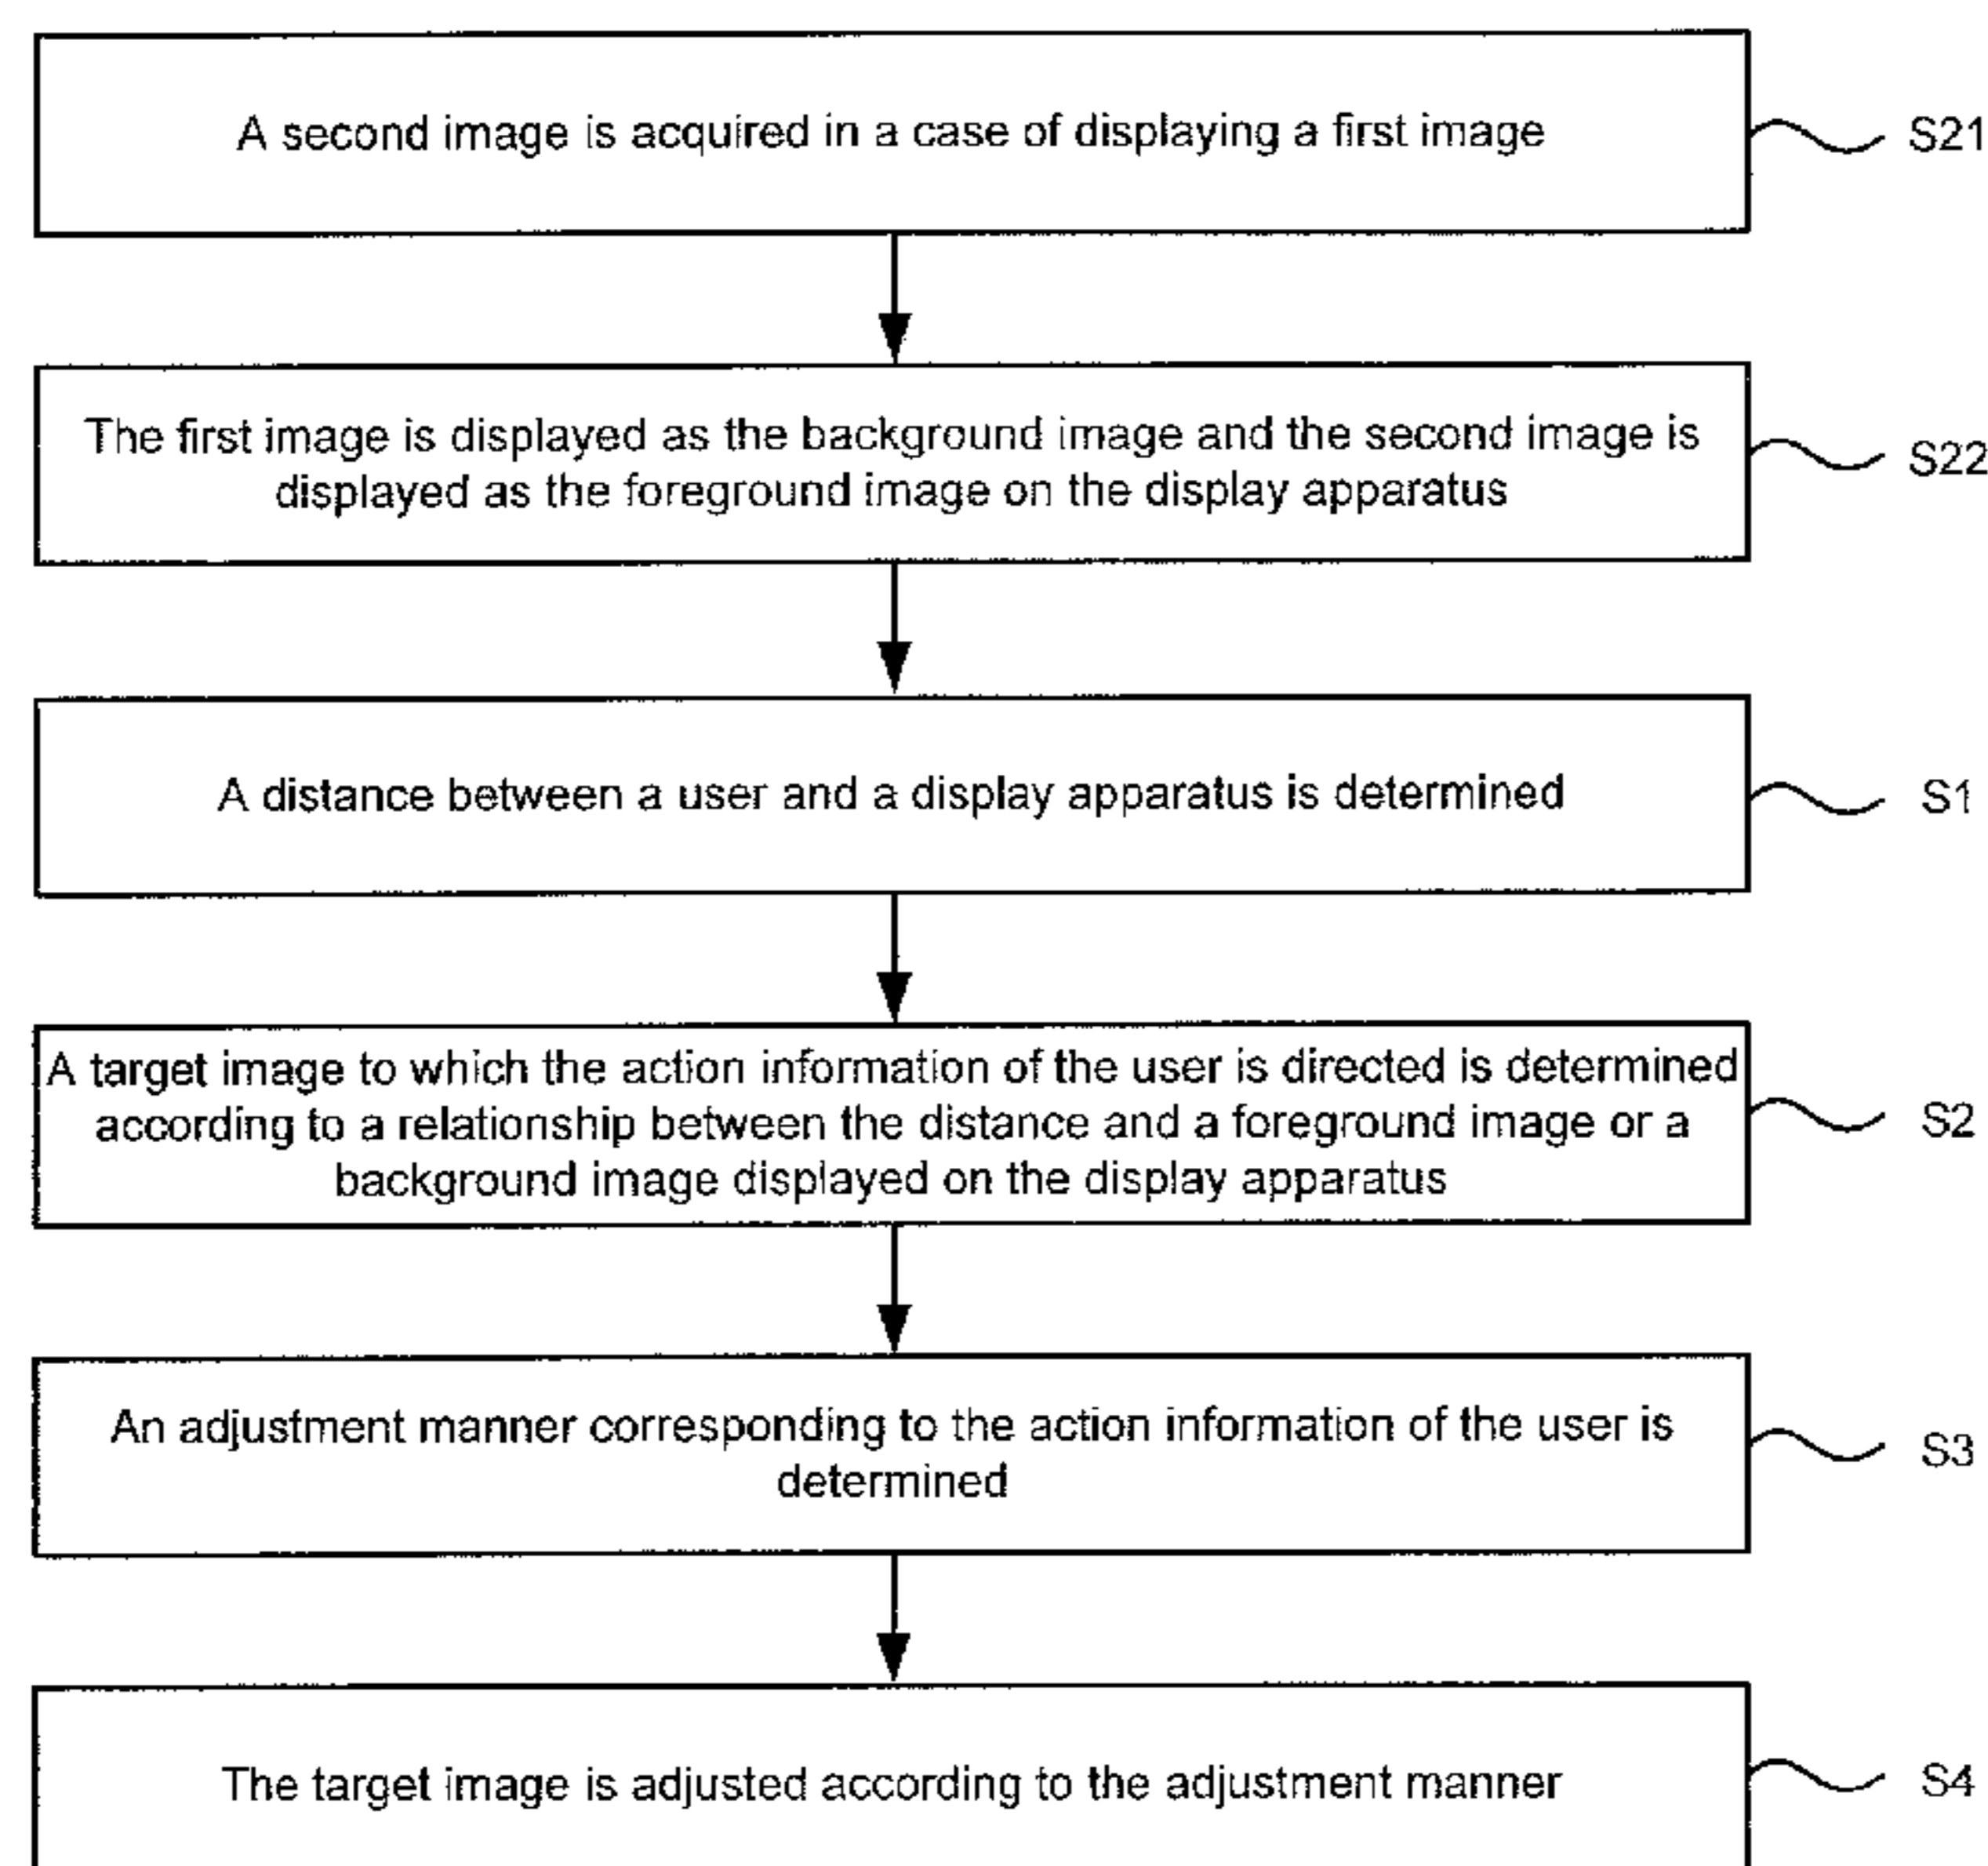 A second image is acquired in a case of displaying a first image
S21
The first image is displayed as the background image and the second image is
displayed as the foreground image on the display apparatus
S22
A distance between a user and a display apparatus is determined
S1
A target image to which the action information of the user is directed is determined
according to a relationship between the distance and a foreground image or a
background image displayed on the display apparatus
S2
An adjustment manner corresponding to the action information of the user is
determined
S3
The target image is adjusted according to the adjustment manner
S4